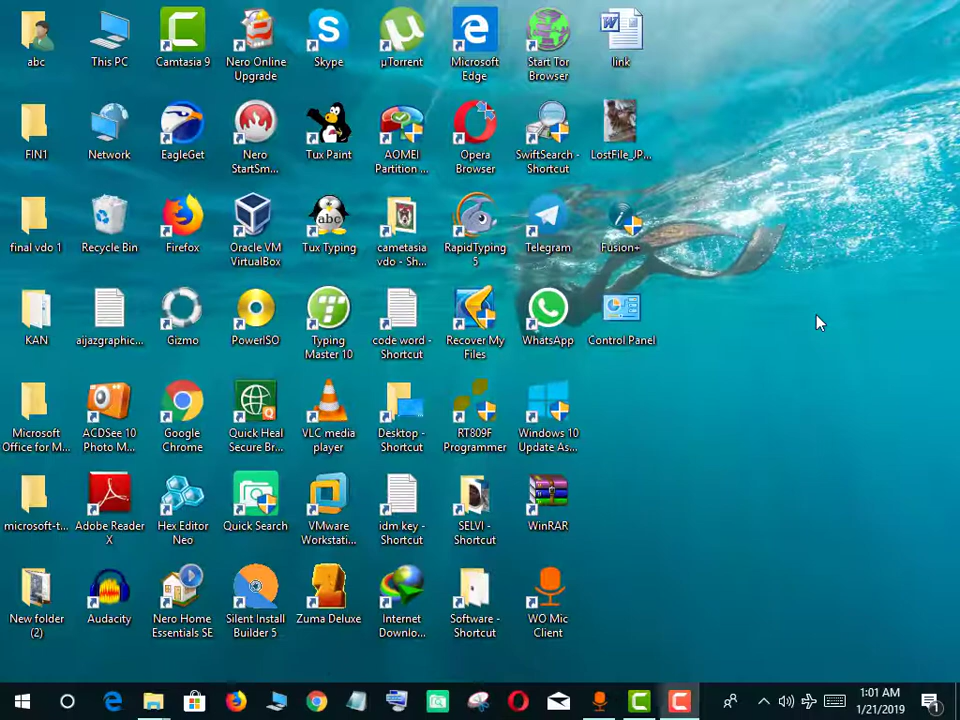 abc
This PC
Camtasia 9
Nero Online
Upgrade
Skype
µTorrent
Microsoft
Edge
Start Tor
Browser
link
FIN1
Network
EagleGet
Nero
StartSm...
Tux Paint
AOMEI
Partition ...
Opera
Browser
SwiftSearch -
Shortcut
LostFile_JP...
final vdo 1
Recycle Bin
Firefox
Oracle VM
VirtualBox
abc
Tux Typing
cametasia
vdo - Sh...
RapidTyping
5
Telegram
Fusion+
KAN
aijazgraphic...
Gizmo
PowerISO
Typing
Master 10
code word -
Shortcut
Recover My
Files
WhatsApp
Control Panel
Microsoft
Office for M...
ACDSee 10
Photo M...
Google
Chrome
Quick Heal
Secure Br...
VLC media
player
Desktop -
Shortcut
RT809F
Programmer
Windows 10
Update As...
microsoft-t...
Adobe Reader
X
Hex Editor
Neo
Quick Search
VMware
Workstati...
idm key -
Shortcut
SELVI -
Shortcut
WinRAR
New folder
(2)
Audacity
Nero Home
Essentials SE
Silent Install
Builder 5
Zuma Deluxe
Internet
Downlo...
Software -
Shortcut
WO Mic
Client
1:01 AM
1/21/2019
1